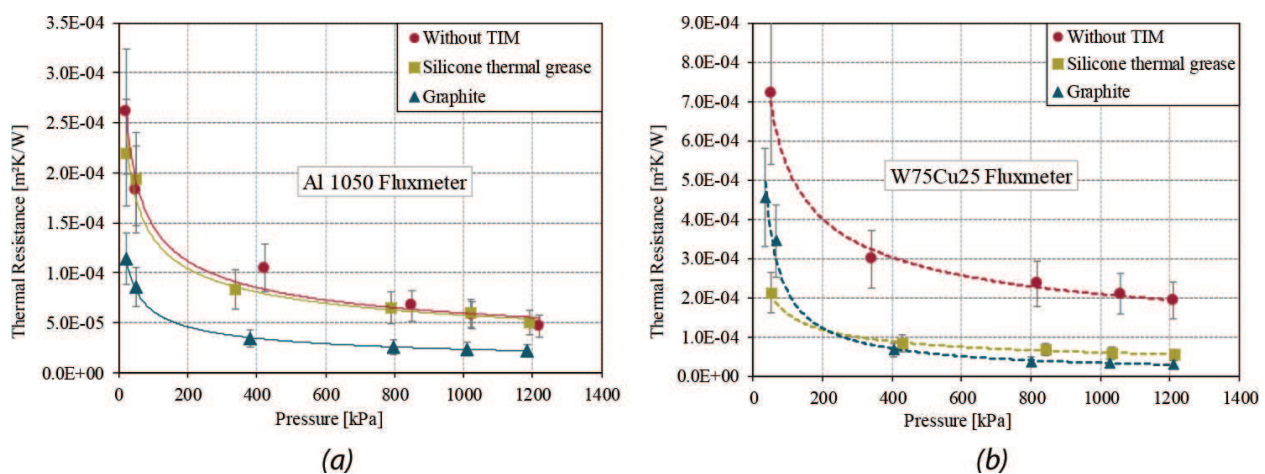 3.5E-04
3.0E-04
2.5E-04
2.0E-04
1.5E-04
1.0E-04
5.0E-05
0.0E+00
Thermal Resistance [m²K/W]
Without TIM
Silicone thermal grease
Graphite
Al 1050 Fluxmeter
0 200 400 600 800 1000 1200 1400
Pressure [kPa]
(a)
9.0E-04
8.0E-04
7.0E-04
6.0E-04
5.0E-04
4.0E-04
3.0E-04
2.0E-04
1.0E-04
0.0E+00
Thermal Resistance [m²K/W]
Without TIM
Silicone thermal grease
Graphite
W75Cu25 Fluxmeter
0 200 400 600 800 1000 1200 1400
Pressure [kPa]
(b)